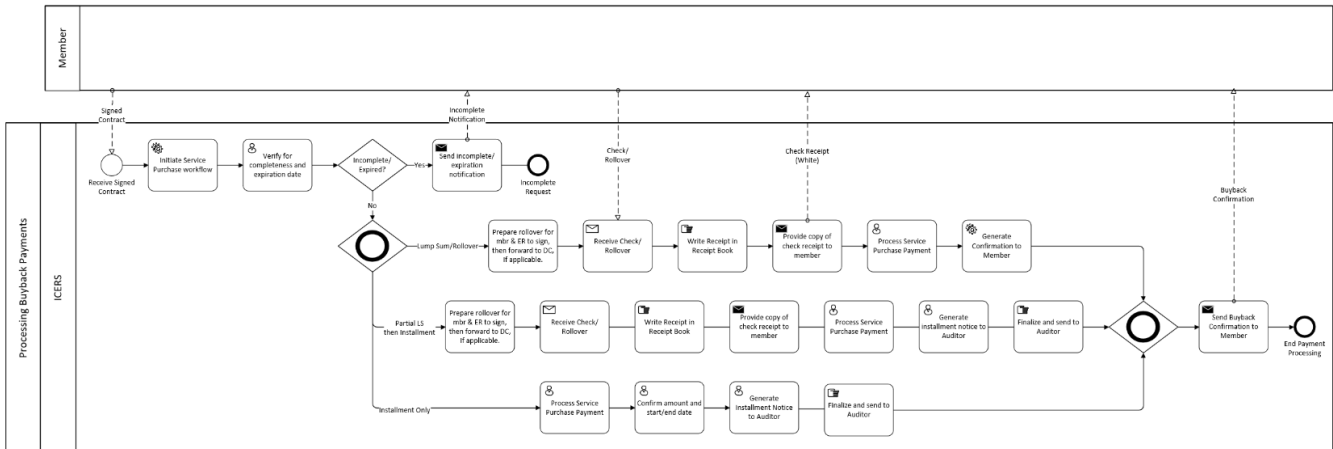 Member
Signed
Contract
Incomplete
Notification
Check/
Rollover
Check Receipt
(White)
Buyback
Confirmation
Processing Buyback Payments
ICERS
Receive Signed
Contract
Initiate Service
Purchase workflow
Verify for
completeness and
expiration date
Incomplete/
Expired?
Yes
Send incomplete/
expiration
notification
Incomplete
Request
No
Lump Sum/Rollover
Prepare rollover for
mbr & ER to sign,
then forward to DC,
If applicable.
Receive Check/
Rollover
Write Receipt in
Receipt Book
Provide copy of
check receipt to
member
Process Service
Purchase Payment
Generate
Confirmation to
Member
Partial LS
then Installment
Prepare rollover for
mbr & ER to sign,
then forward to DC,
If applicable.
Receive Check/
Rollover
Write Receipt in
Receipt Book
Provide copy of
check receipt to
member
Process Service
Purchase Payment
Generate
installment notice to
Auditor
Finalize and send to
Auditor
Send Buyback
Confirmation to
Member
End Payment
Processing
Installment Only
Process Service
Purchase Payment
Confirm amount and
start/end date
Generate
Installment Notice
to Auditor
Finalize and send to
Auditor